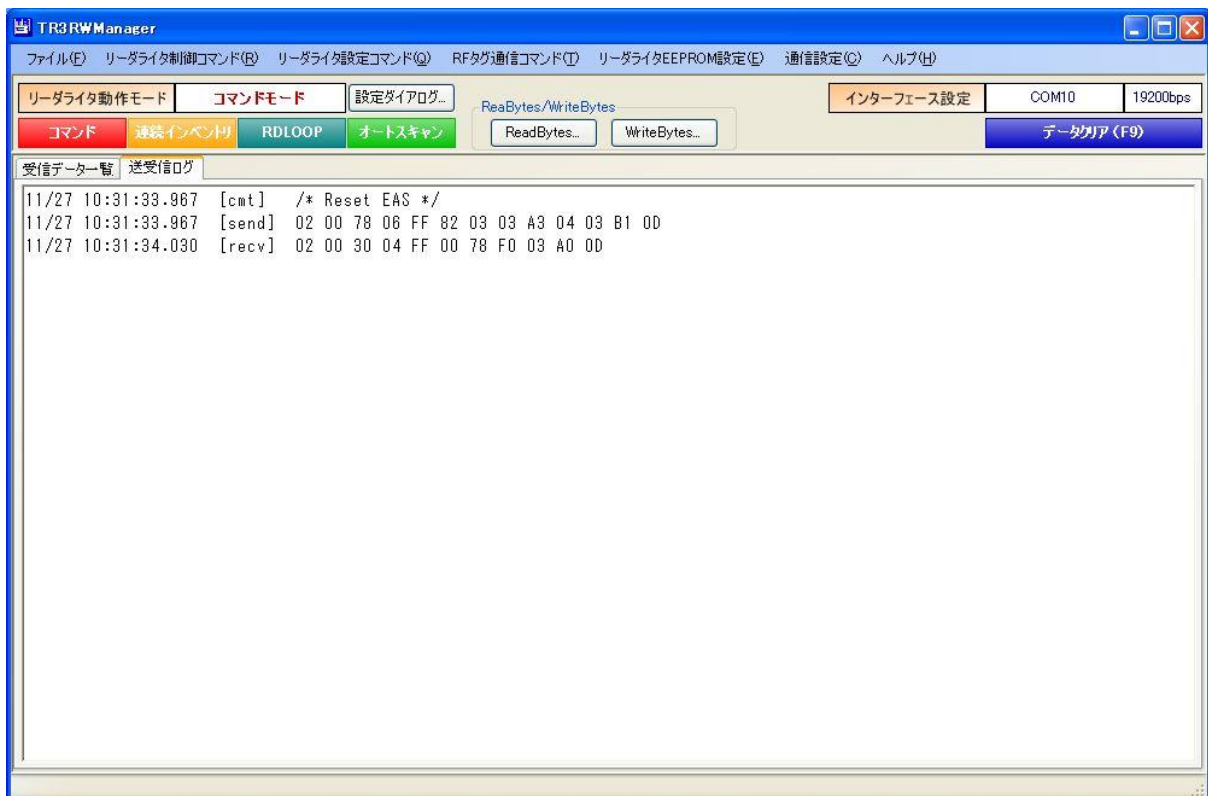 TR3RWManager
ファイル(F) リーダライタ制御コマンド(R) リーダライタ設定コマンド(Q) RFタグ通信コマンド(T) リーダライタEEPROM設定(E) 通信設定(C) ヘルプ(H)
リーダライタ動作モード コマンドモード 設定ダイアログ... ReaBytes/WriteBytes インターフェース設定 COM10 19200bps
コマンド 連続インベントリ RDLOOP オートスキャン ReadBytes... WriteBytes... データクリア(F9)
受信データ一覧 送受信ログ
11/27 10:31:33.967 [cmt] /* Reset EAS */
11/27 10:31:33.967 [send] 02 00 78 06 FF 82 03 03 A3 04 03 B1 0D
11/27 10:31:34.030 [recv] 02 00 30 04 FF 00 78 F0 03 A0 0D